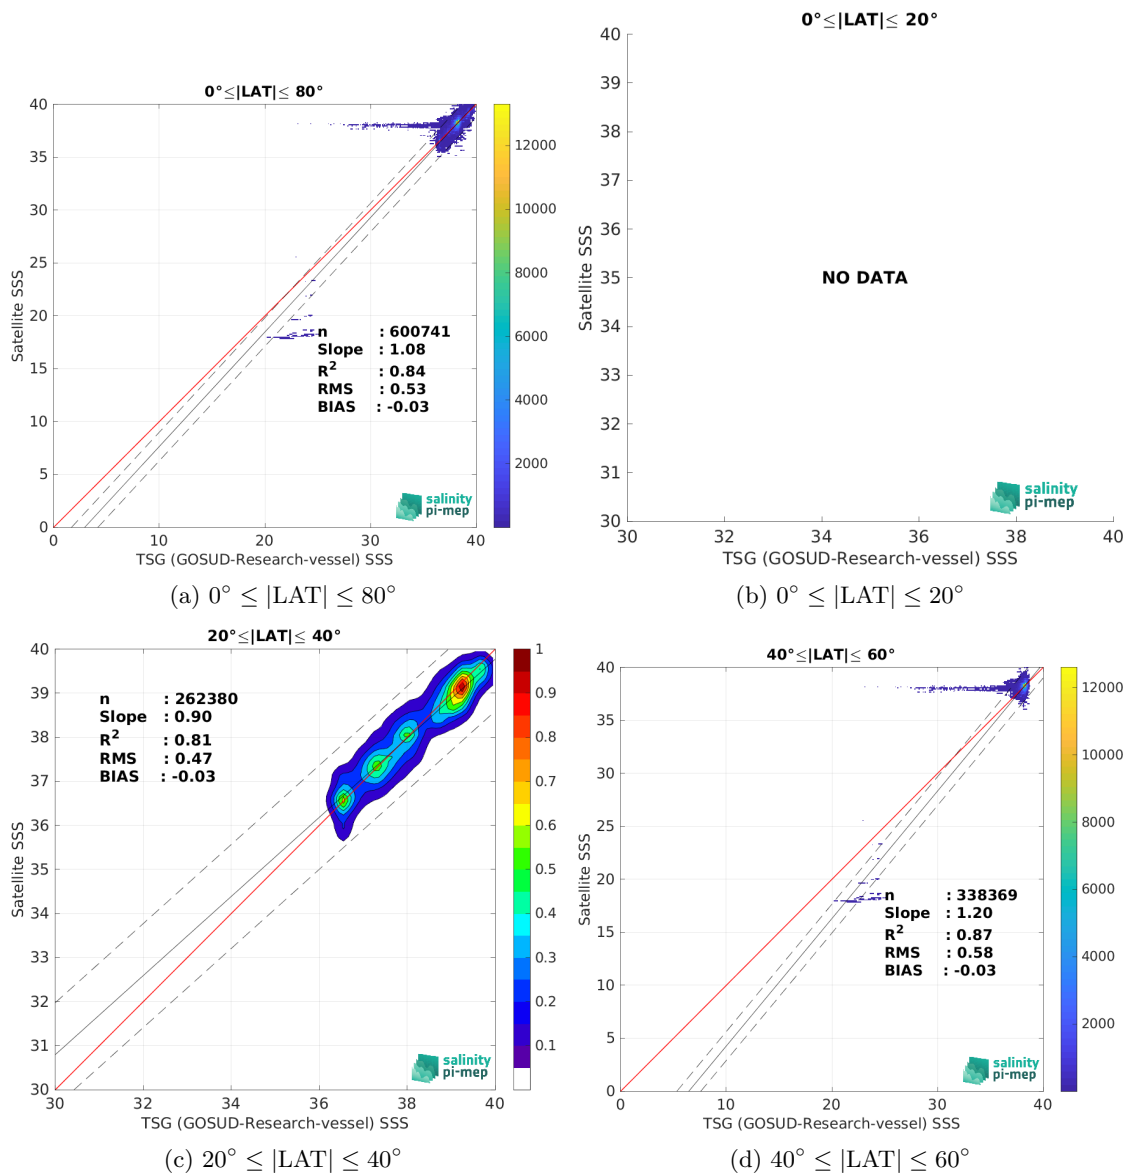 0°≤|LAT|≤ 80°
40
35
30
25
20
15
10
5
0
0
10
20
30
40
Satellite SSS
TSG (GOSUD-Research-vessel) SSS
n : 600741
Slope : 1.08
R² : 0.84
RMS : 0.53
BIAS : -0.03
salinity
pi-mep
12000
10000
8000
6000
4000
2000
(a) 0° ≤ |LAT| ≤ 80°
0°≤|LAT|≤ 20°
40
39
38
37
36
35
34
33
32
31
30
30
32
34
36
38
40
Satellite SSS
TSG (GOSUD-Research-vessel) SSS
NO DATA
salinity
pi-mep
(b) 0° ≤ |LAT| ≤ 20°
20°≤|LAT|≤ 40°
40
39
38
37
36
35
34
33
32
31
30
30
32
34
36
38
40
Satellite SSS
TSG (GOSUD-Research-vessel) SSS
n : 262380
Slope : 0.90
R² : 0.81
RMS : 0.47
BIAS : -0.03
salinity
pi-mep
1
0.9
0.8
0.7
0.6
0.5
0.4
0.3
0.2
0.1
(c) 20° ≤ |LAT| ≤ 40°
40°≤|LAT|≤ 60°
40
35
30
25
20
15
10
5
0
0
10
20
30
40
Satellite SSS
TSG (GOSUD-Research-vessel) SSS
n : 338369
Slope : 1.20
R² : 0.87
RMS : 0.58
BIAS : -0.03
salinity
pi-mep
12000
10000
8000
6000
4000
2000
(d) 40° ≤ |LAT| ≤ 60°